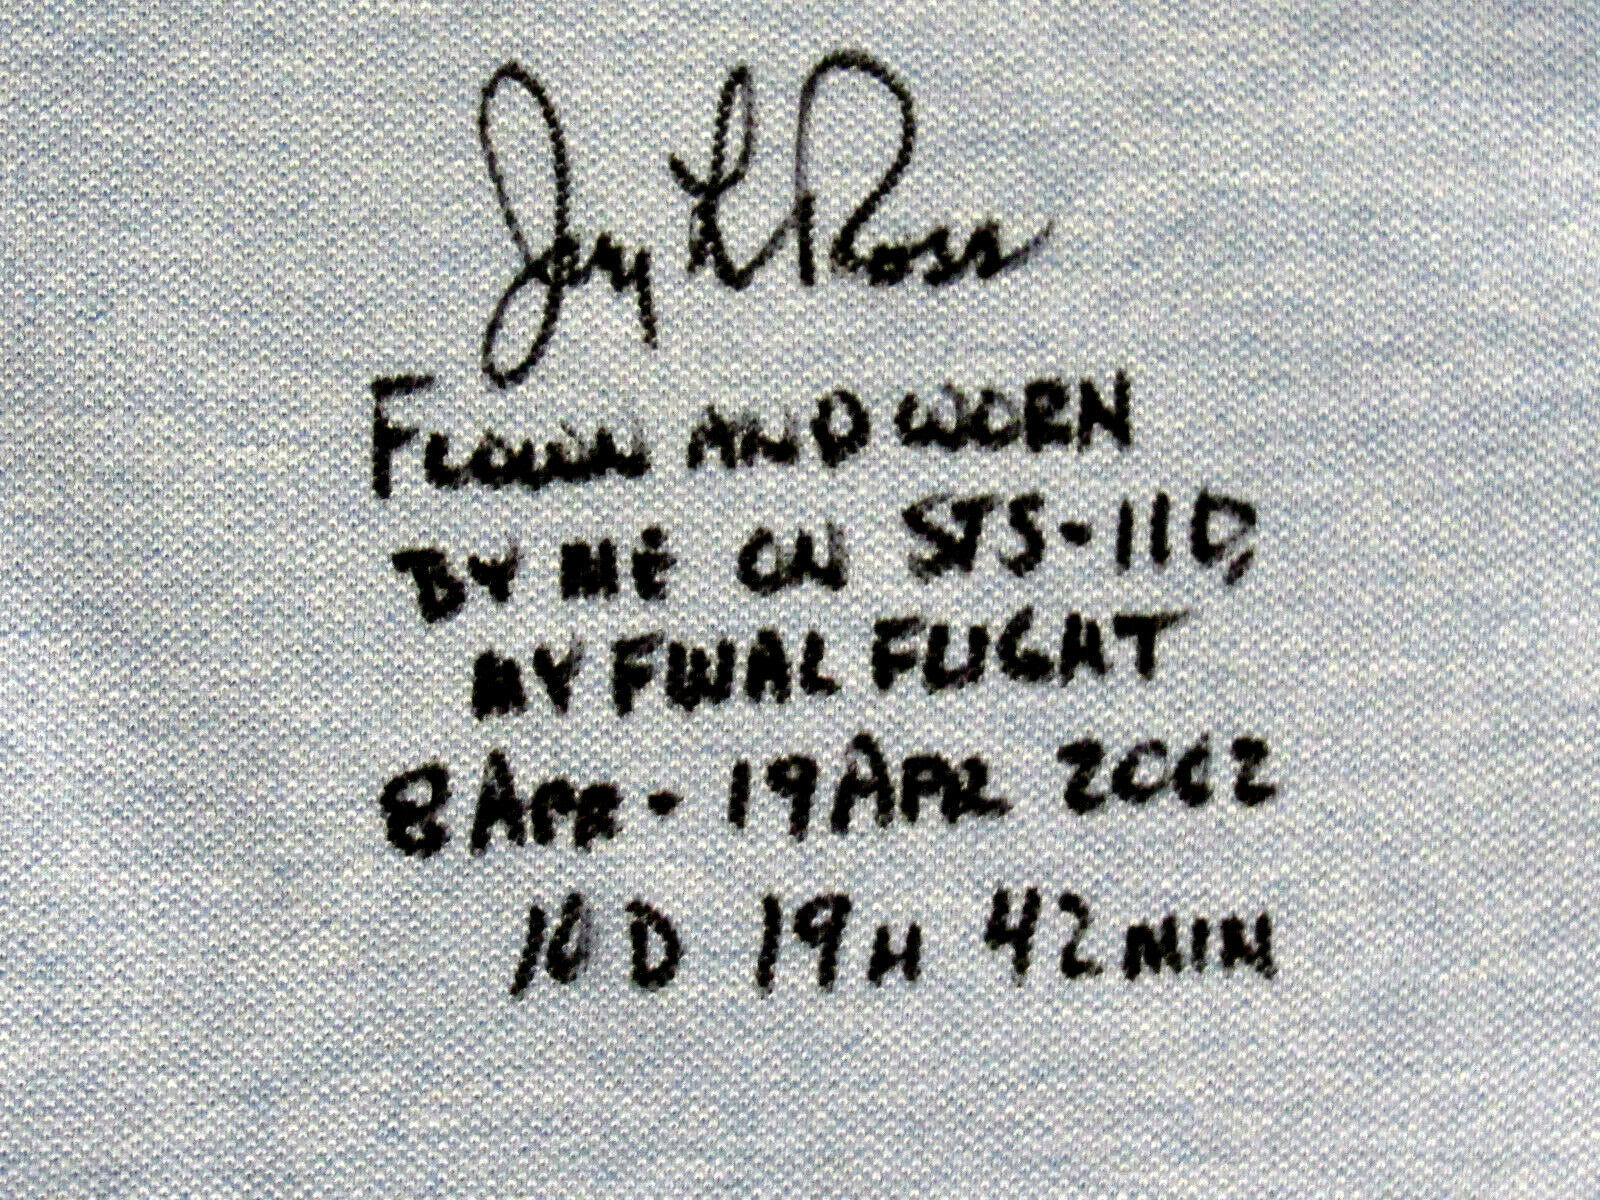 Jerry L Ross
FLOWN AND WORN
BY ME ON STS-110,
MY FINAL FLIGHT
8 APR - 19 APR 2002
10 D 19 H 42 MIN